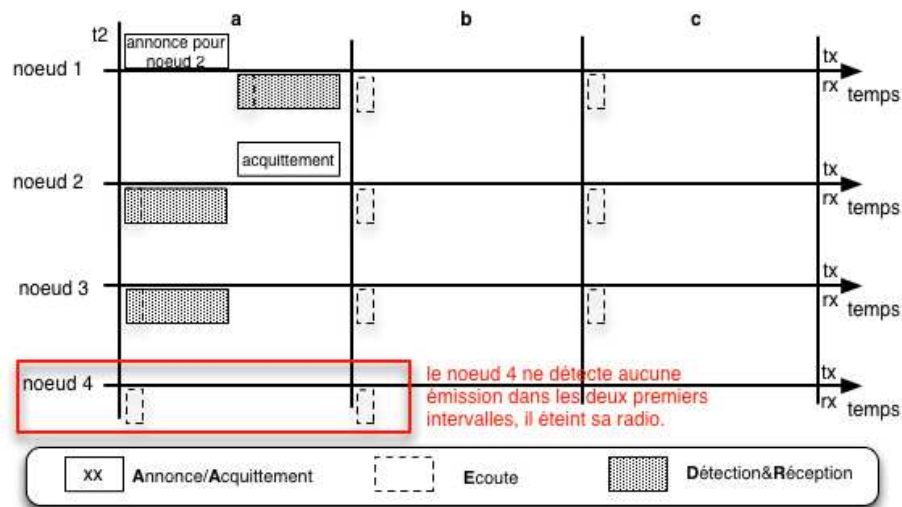 a
b
c
t2
annonce pour
noeud 2
noeud 1
tx
rx
temps
acquittement
noeud 2
tx
rx
temps
noeud 3
tx
rx
temps
noeud 4
le noeud 4 ne détecte aucune
émission dans les deux premiers
intervalles, il éteint sa radio.
tx
rx
temps
XX
Annonce/Acquittement
Ecoute
Détection&Réception